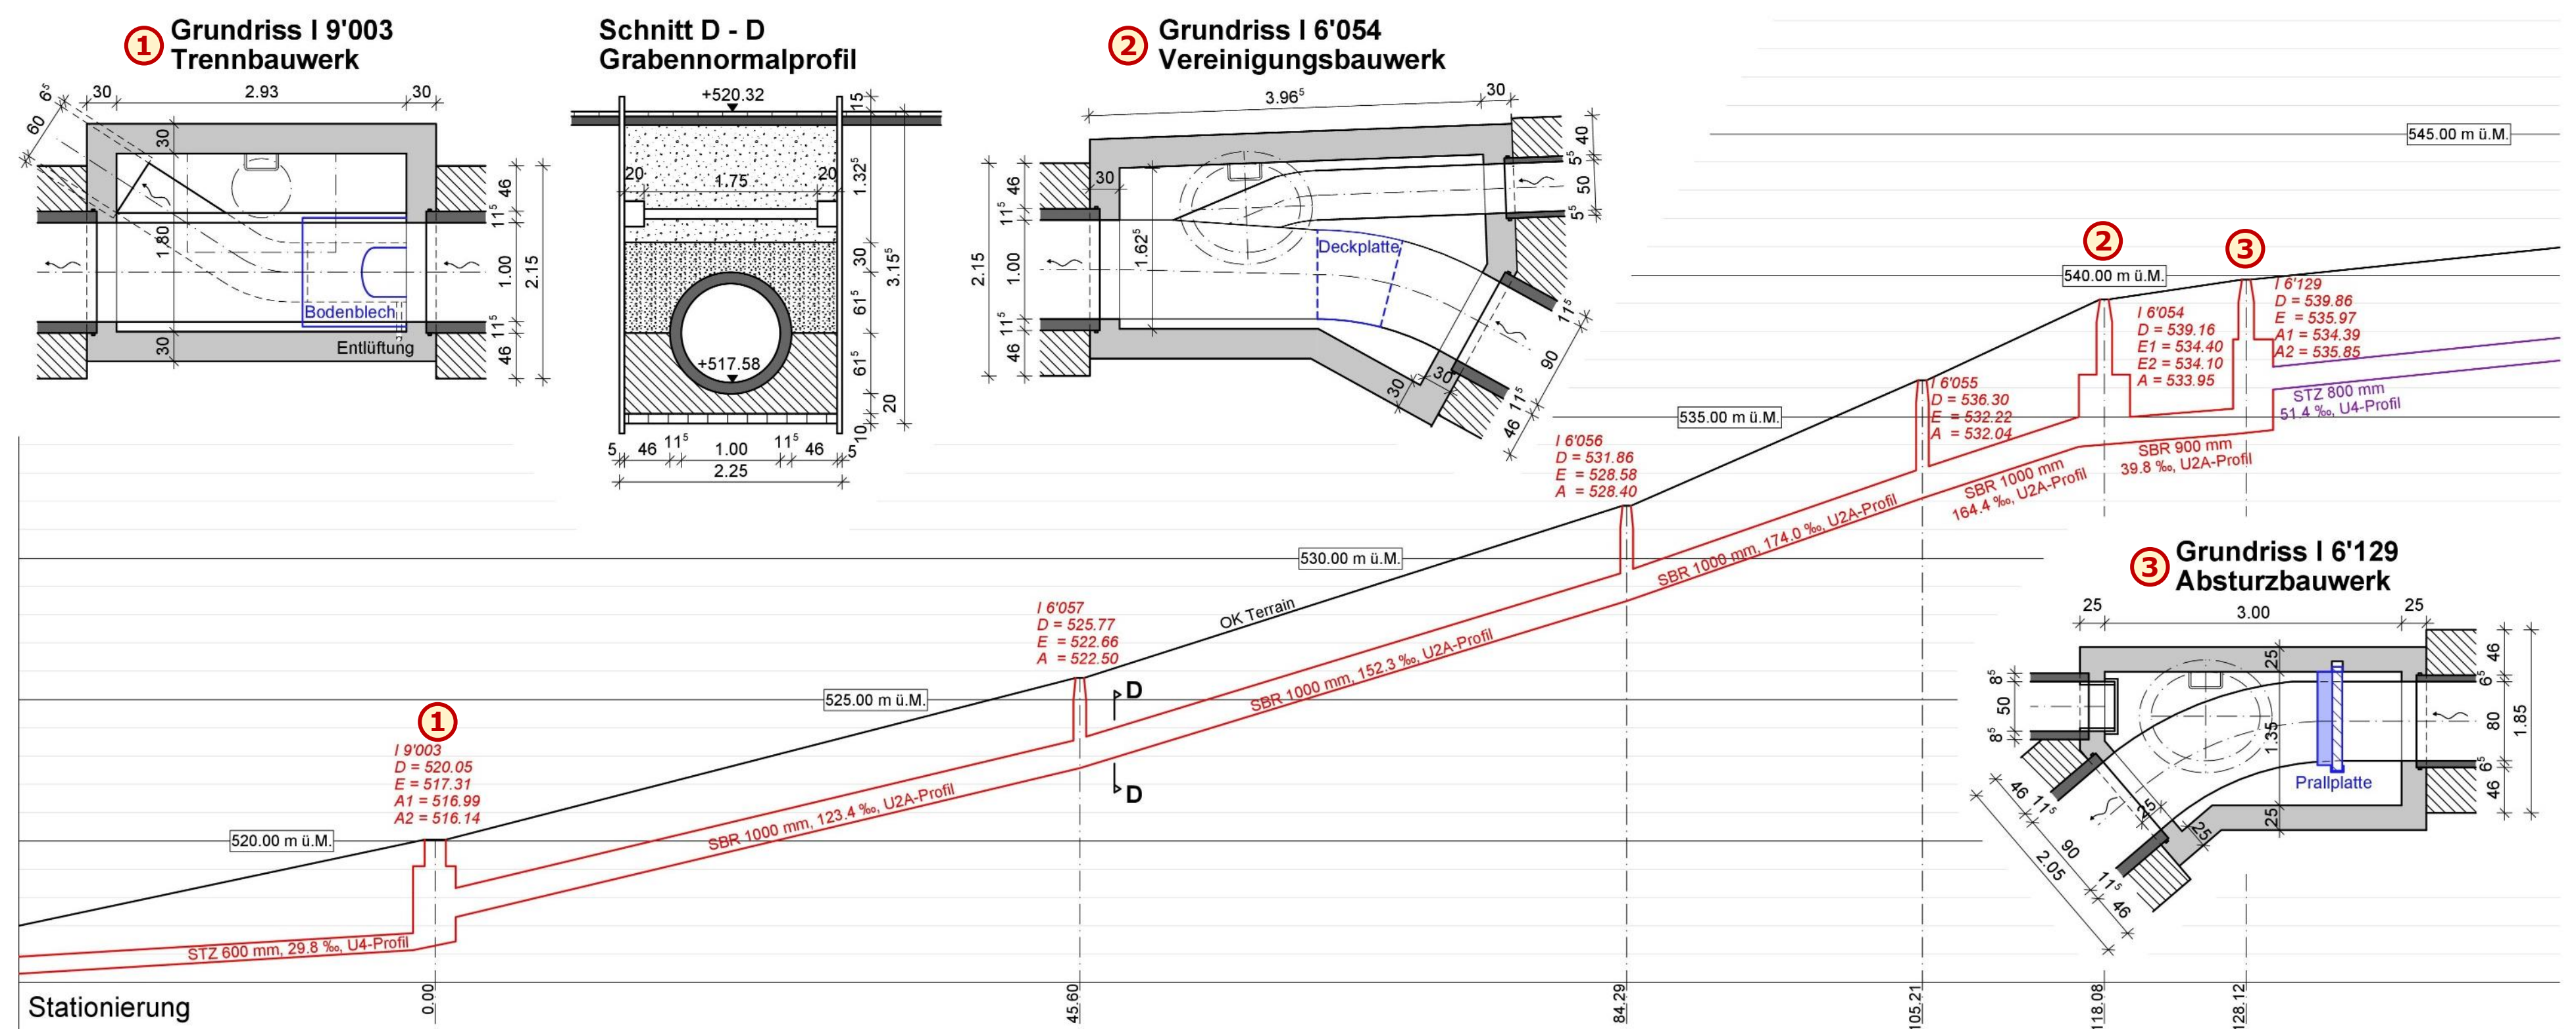 1 Grundriss I 9'003
Trennbauwerk
6⁵
60
30
2.93
30
30
1.80
30
46
11⁵
1.00
11⁵
46
2.15
Bodenblech
Entlüftung
Schnitt D - D
Grabennormalprofil
+520.32
15
20
1.75
20
1.32⁵
30
3.15⁵
61⁵
61⁵
+517.58
20
10
5
46
11⁵
1.00
11⁵
46
5
2.25
2 Grundriss I 6'054
Vereinigungsbauwerk
3.96⁵
30
40
5⁵
50
5⁵
30
46
11⁵
1.00
11⁵
46
2.15
1.62⁵
Deckplatte
11⁵
90
11⁵
46
30
30
545.00 m ü.M.
2
3
540.00 m ü.M.
I 6'129
D = 539.86
E = 535.97
A1 = 534.39
A2 = 535.85
I 6'054
D = 539.16
E1 = 534.40
E2 = 534.10
A = 533.95
STZ 800 mm
51.4 ‰, U4-Profil
I 6'055
D = 536.30
E = 532.22
A = 532.04
535.00 m ü.M.
SBR 900 mm
39.8 ‰, U2A-Profil
I 6'056
D = 531.86
E = 528.58
A = 528.40
SBR 1000 mm
164.4 ‰, U2A-Profil
SBR 1000 mm, 174.0 ‰, U2A-Profil
530.00 m ü.M.
OK Terrain
I 6'057
D = 525.77
E = 522.66
A = 522.50
SBR 1000 mm, 152.3 ‰, U2A-Profil
D
D
525.00 m ü.M.
1
I 9'003
D = 520.05
E = 517.31
A1 = 516.99
A2 = 516.14
SBR 1000 mm, 123.4 ‰, U2A-Profil
520.00 m ü.M.
STZ 600 mm, 29.8 ‰, U4-Profil
3 Grundriss I 6'129
Absturzbauwerk
25
3.00
25
8⁵
50
8⁵
25
1.35
25
46
6⁵
80
6⁵
46
1.85
Prallplatte
25
25
46
11⁵
90
11⁵
46
2.05
Stationierung
0.00
45.60
84.29
105.21
118.08
128.12